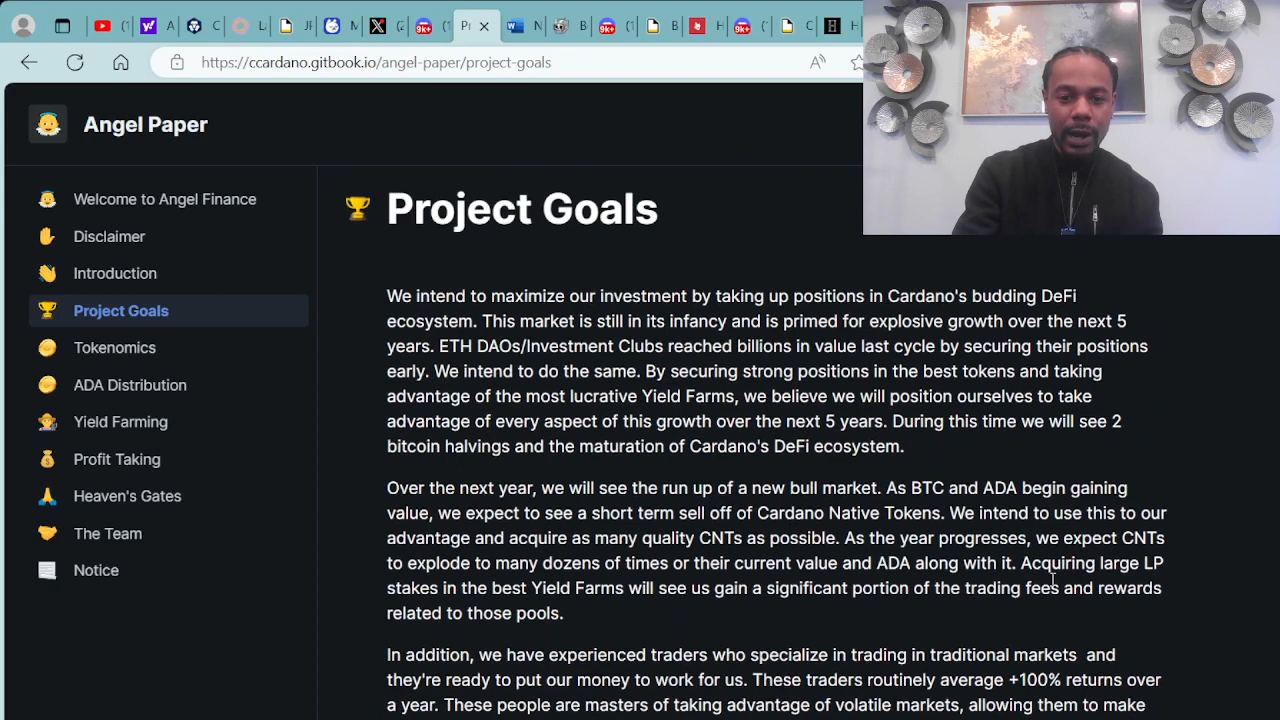 9k+
P
N
9k+
9k+
https://ccardano.gitbook.io/angel-paper/project-goals
Angel Paper
Welcome to Angel Finance
Disclaimer
Introduction
Project Goals
Tokenomics
ADA Distribution
Yield Farming
Profit Taking
Heaven's Gates
The Team
Notice
Project Goals
We intend to maximize our investment by taking up positions in Cardano's budding DeFi
ecosystem. This market is still in its infancy and is primed for explosive growth over the next 5
years. ETH DAOs/Investment Clubs reached billions in value last cycle by securing their positions
early. We intend to do the same. By securing strong positions in the best tokens and taking
advantage of the most lucrative Yield Farms, we believe we will position ourselves to take
advantage of every aspect of this growth over the next 5 years. During this time we will see 2
bitcoin halvings and the maturation of Cardano's DeFi ecosystem.
Over the next year, we will see the run up of a new bull market. As BTC and ADA begin gaining
value, we expect to see a short term sell off of Cardano Native Tokens. We intend to use this to our
advantage and acquire as many quality CNTs as possible. As the year progresses, we expect CNTs
to explode to many dozens of times or their current value and ADA along with it. Acquiring large LP
stakes in the best Yield Farms will see us gain a significant portion of the trading fees and rewards
related to those pools.
In addition, we have experienced traders who specialize in trading in traditional markets and
they're ready to put our money to work for us. These traders routinely average +100% returns over
a year. These people are masters of taking advantage of volatile markets, allowing them to make